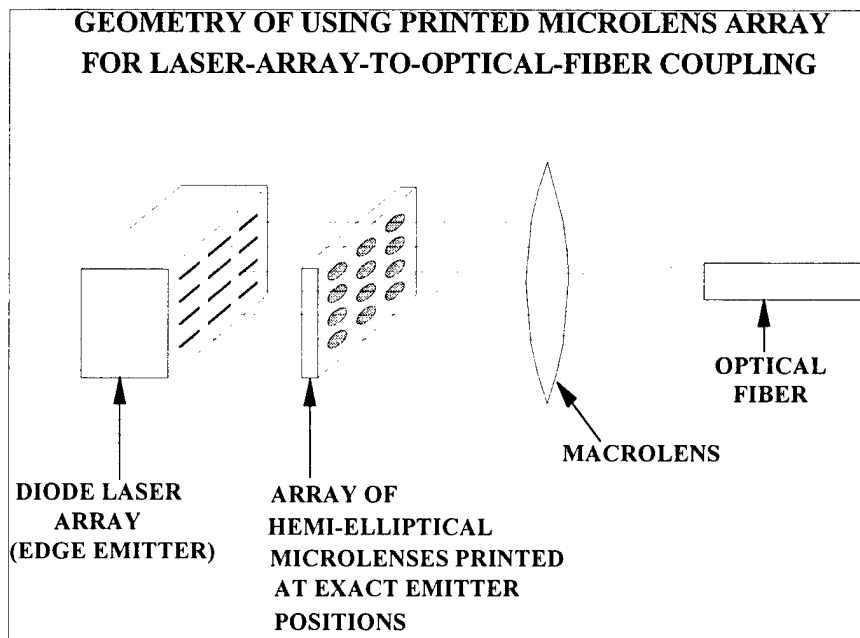 GEOMETRY OF USING PRINTED MICROLENS ARRAY
FOR LASER-ARRAY-TO-OPTICAL-FIBER COUPLING
OPTICAL
FIBER
MACROLENS
DIODE LASER
ARRAY
(EDGE EMITTER)
ARRAY OF
HEMI-ELLIPTICAL
MICROLENSES PRINTED
AT EXACT EMITTER
POSITIONS